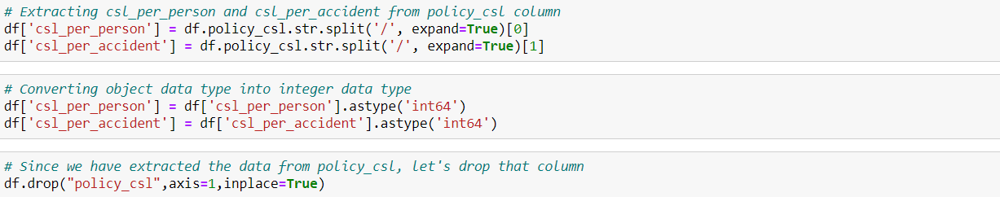 # Extracting csl_per_person and csl_per_accident from policy_csl column
df['csl_per_person'] = df.policy_csl.str.split('/', expand=True)[0]
df['csl_per_accident'] = df.policy_csl.str.split('/', expand=True)[1]
# Converting object data type into integer data type
df['csl_per_person'] = df['csl_per_person'].astype('int64')
df['csl_per_accident'] = df['csl_per_accident'].astype('int64')
# Since we have extracted the data from policy_csl, let's drop that column
df.drop("policy_csl",axis=1,inplace=True)